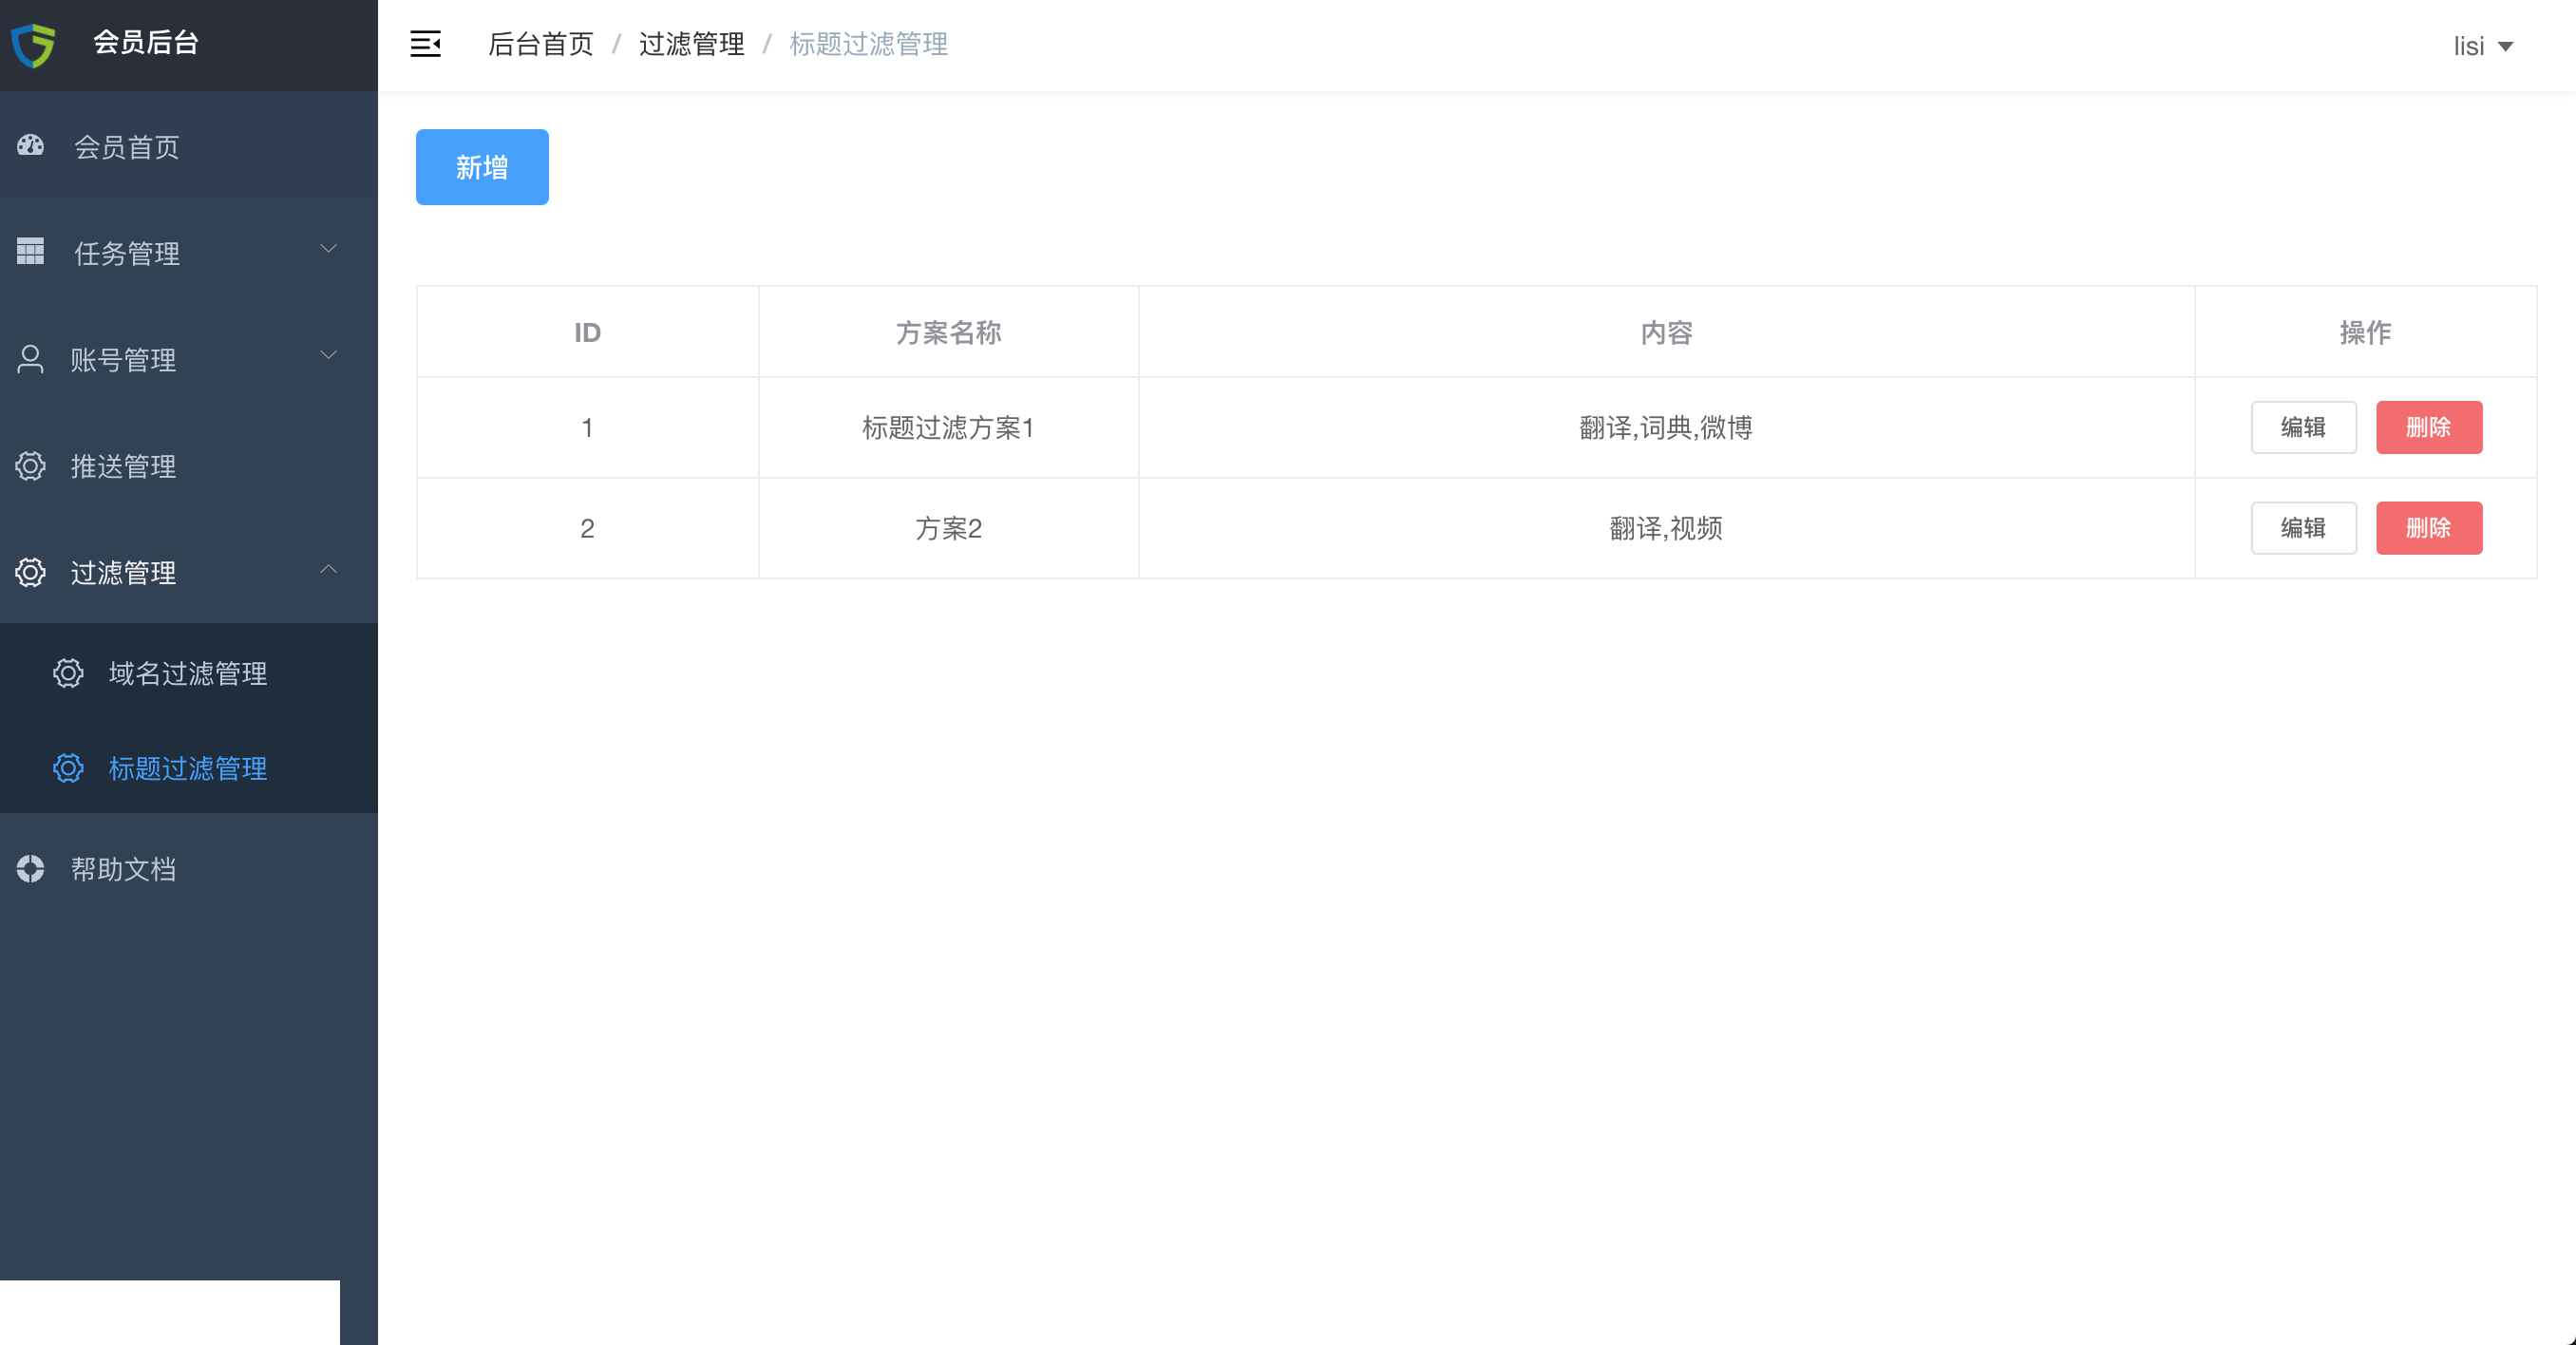 会员后台
后台首页 / 过滤管理 / 标题过滤管理
lisi
会员首页
任务管理
账号管理
推送管理
过滤管理
域名过滤管理
标题过滤管理
帮助文档
新增
ID 方案名称 内容 操作
1 标题过滤方案1 翻译,词典,微博 编辑 删除
2 方案2 翻译,视频 编辑 删除